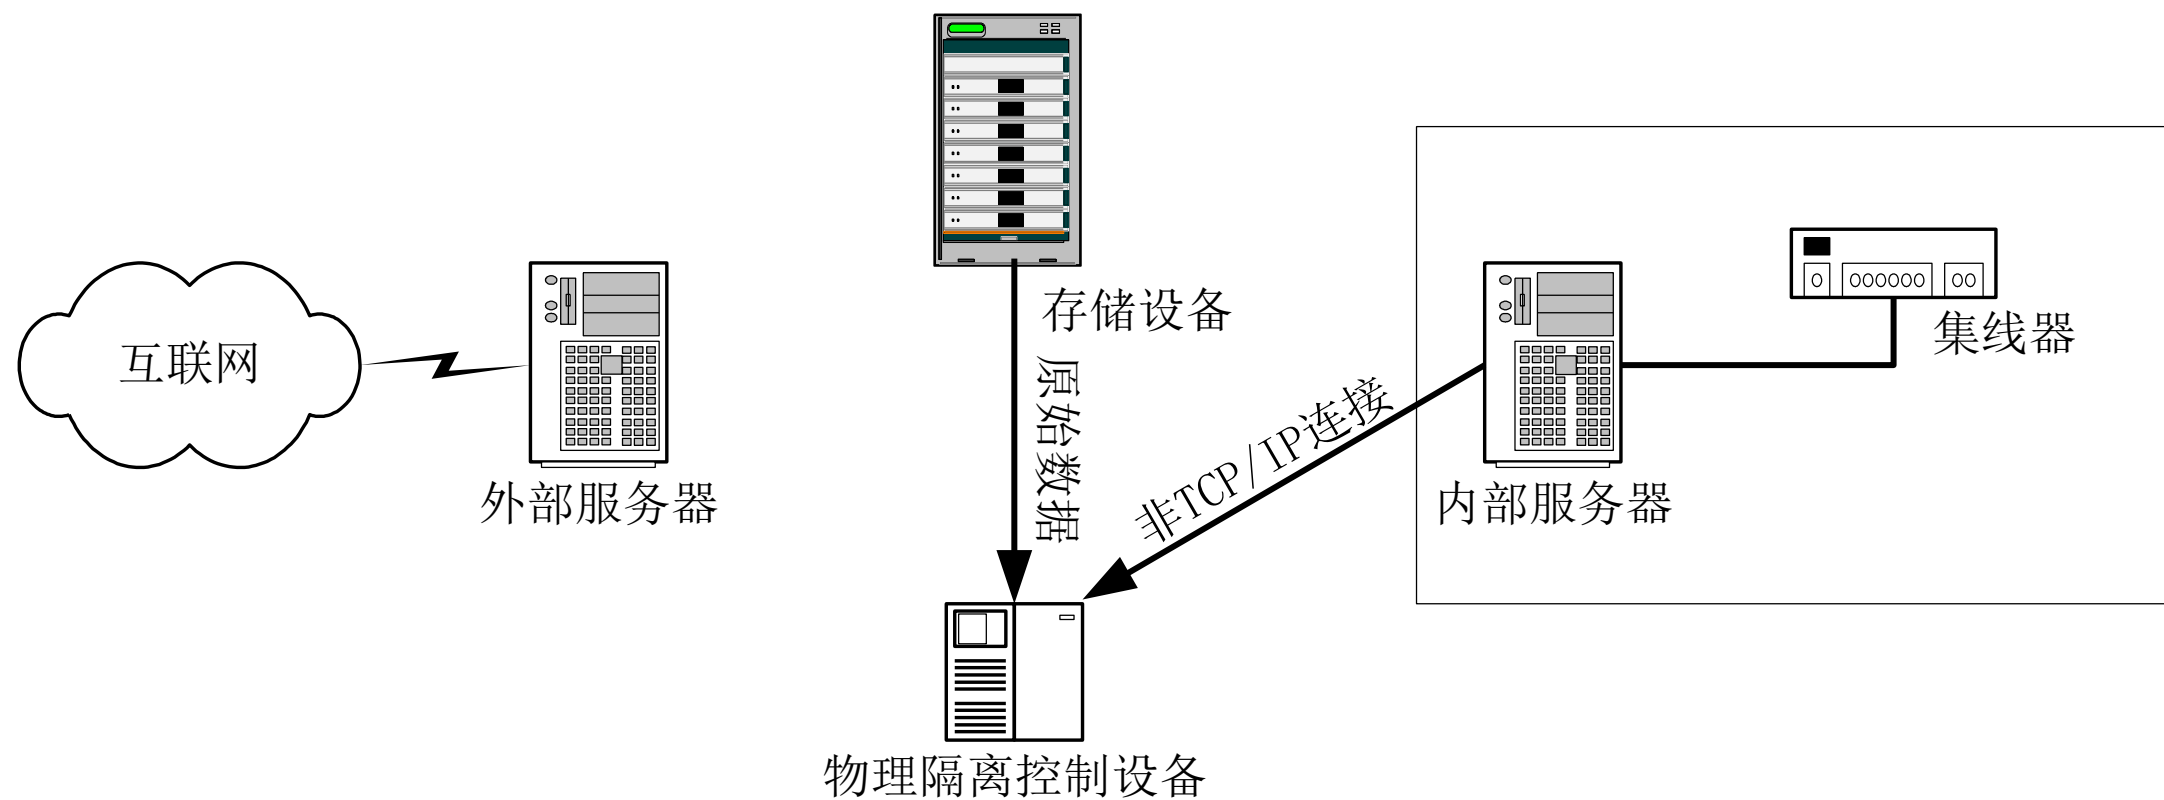 存储设备
集线器
互联网
原始数据
非TCP/IP连接
外部服务器
内部服务器
物理隔离控制设备